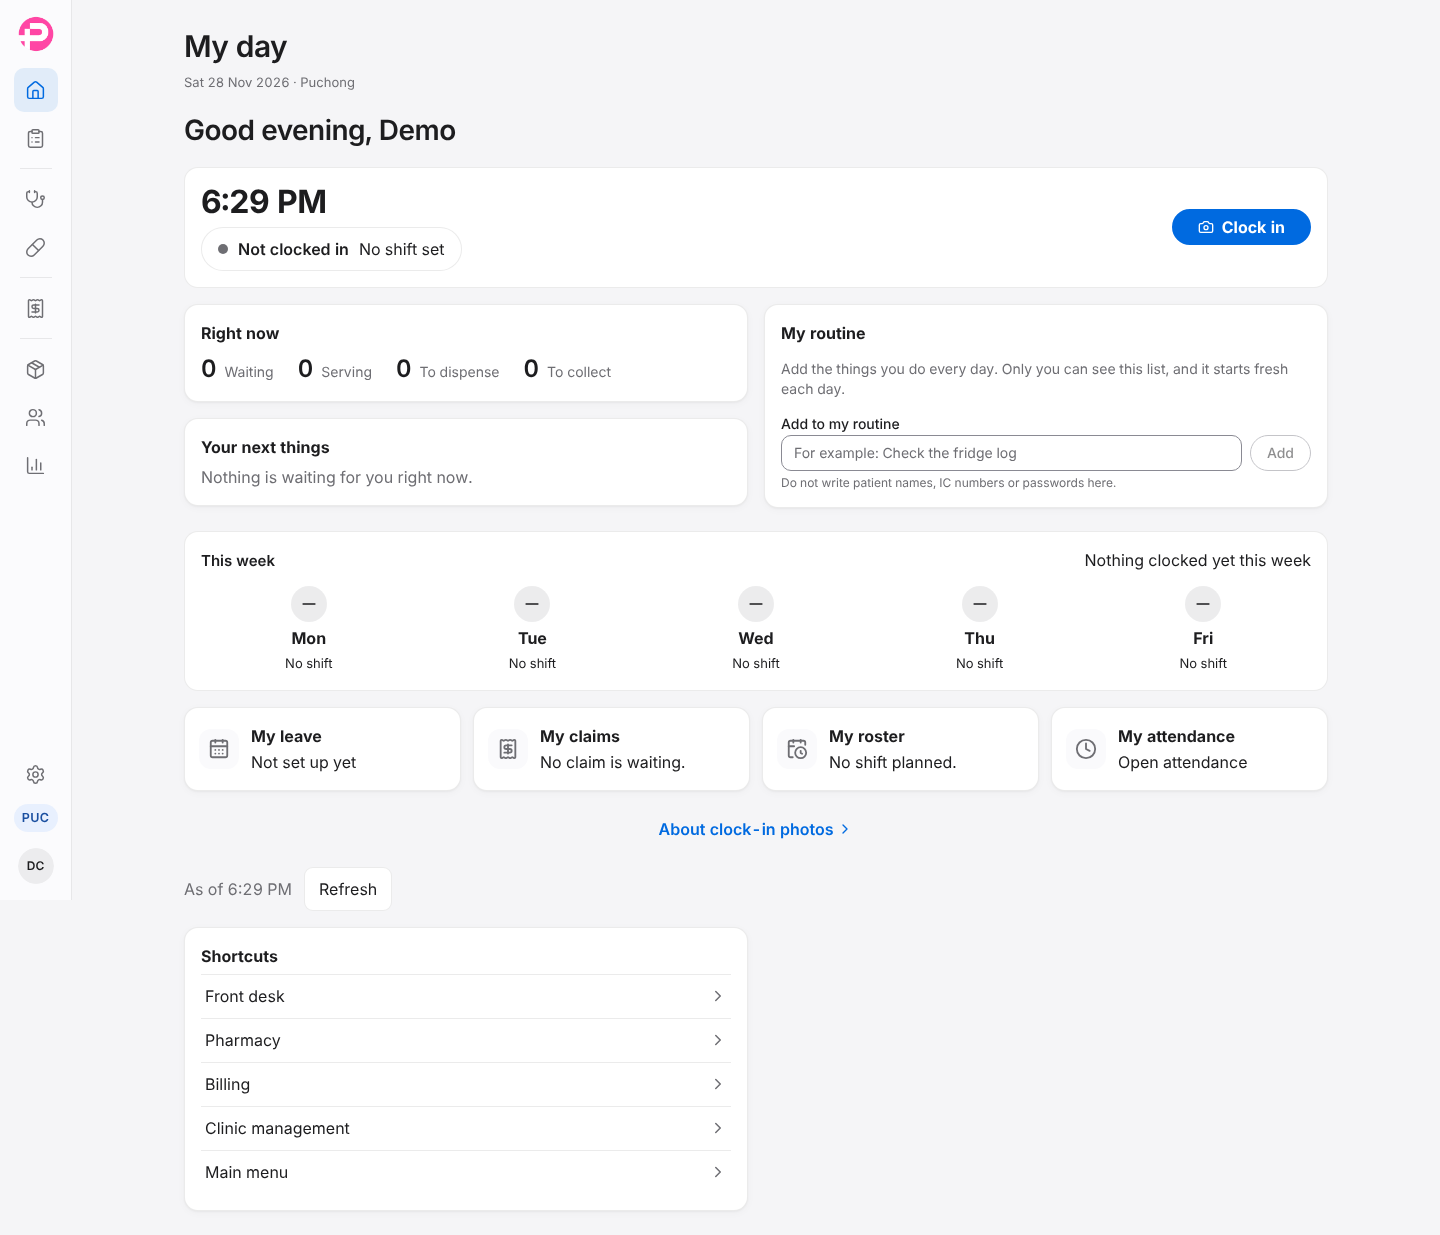 My day
Sat 28 Nov 2026 · Puchong
Good evening, Demo
6:29 PM
Not clocked in No shift set
Clock in
Right now
0 Waiting 0 Serving 0 To dispense 0 To collect
Your next things
Nothing is waiting for you right now.
My routine
Add the things you do every day. Only you can see this list, and it starts fresh
each day.
Add to my routine
For example: Check the fridge log
Add
Do not write patient names, IC numbers or passwords here.
This week
Nothing clocked yet this week
Mon
No shift
Tue
No shift
Wed
No shift
Thu
No shift
Fri
No shift
My leave
Not set up yet
My claims
No claim is waiting.
My roster
No shift planned.
My attendance
Open attendance
About clock-in photos
PUC
DC
As of 6:29 PM
Refresh
Shortcuts
Front desk
Pharmacy
Billing
Clinic management
Main menu